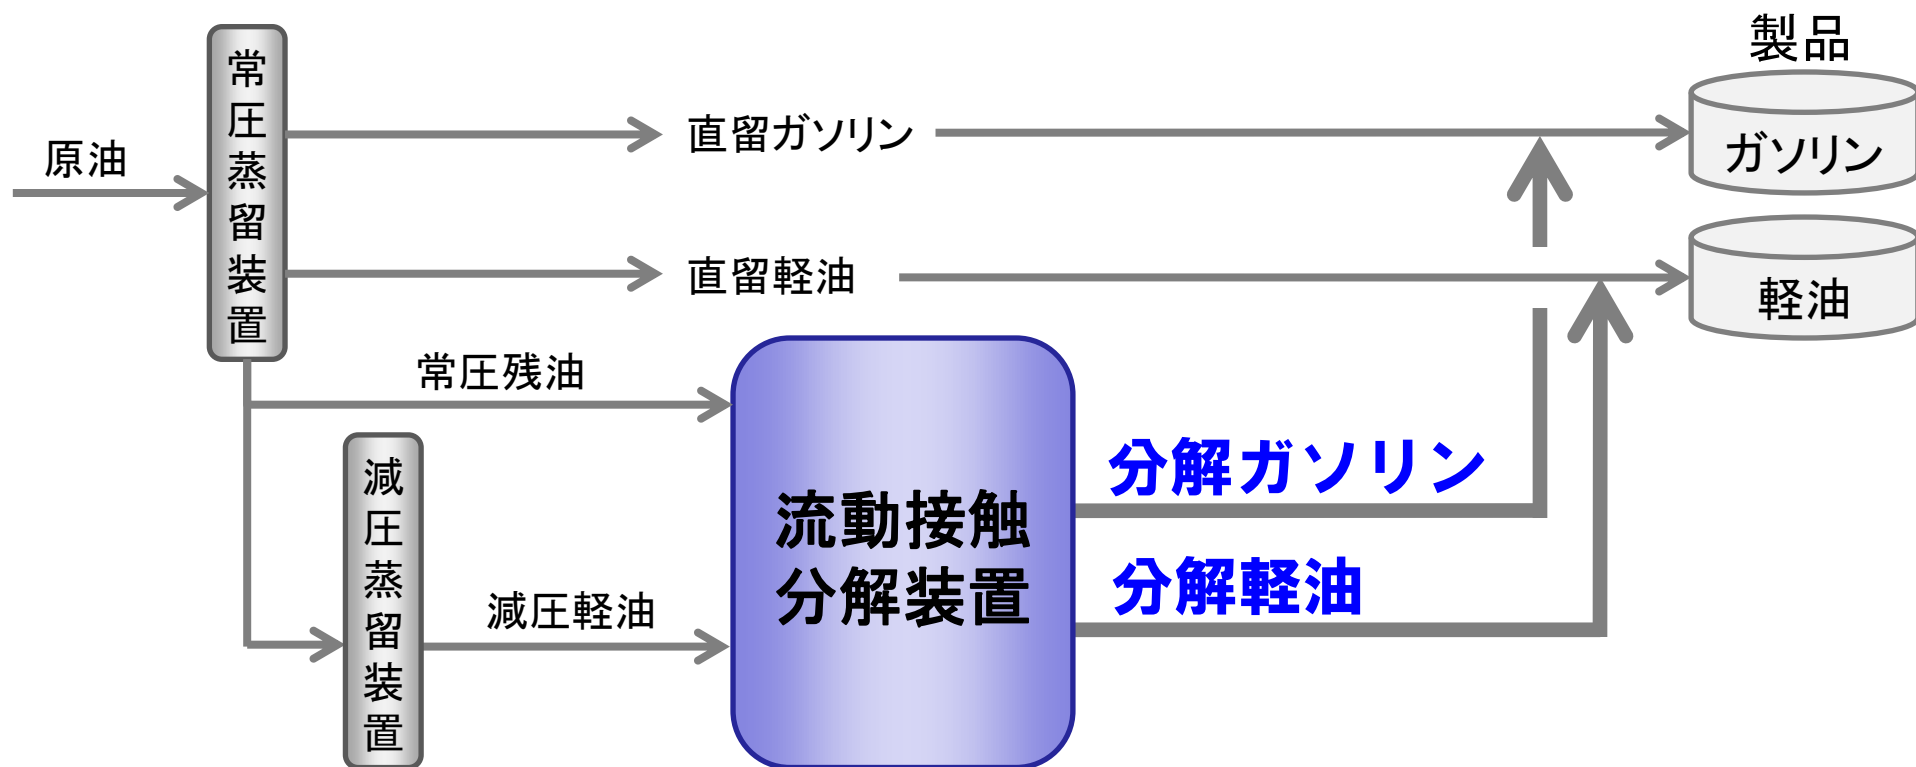 製品
原油
常圧蒸留装置
直留ガソリン
ガソリン
直留軽油
軽油
常圧残油
減圧蒸留装置
減圧軽油
流動接触
分解装置
分解ガソリン
分解軽油